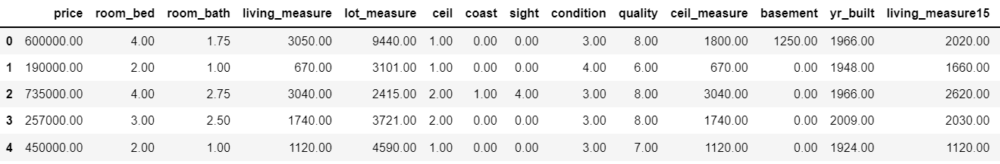 price room_bed room_bath living_measure lot_measure ceil coast sight condition quality ceil_measure basement yr_built living_measure15
0 600000.00 4.00 1.75 3050.00 9440.00 1.00 0.00 0.00 3.00 8.00 1800.00 1250.00 1966.00 2020.00
1 190000.00 2.00 1.00 670.00 3101.00 1.00 0.00 0.00 4.00 6.00 670.00 0.00 1948.00 1660.00
2 735000.00 4.00 2.75 3040.00 2415.00 2.00 1.00 4.00 3.00 8.00 3040.00 0.00 1966.00 2620.00
3 257000.00 3.00 2.50 1740.00 3721.00 2.00 0.00 0.00 3.00 8.00 1740.00 0.00 2009.00 2030.00
4 450000.00 2.00 1.00 1120.00 4590.00 1.00 0.00 0.00 3.00 7.00 1120.00 0.00 1924.00 1120.00